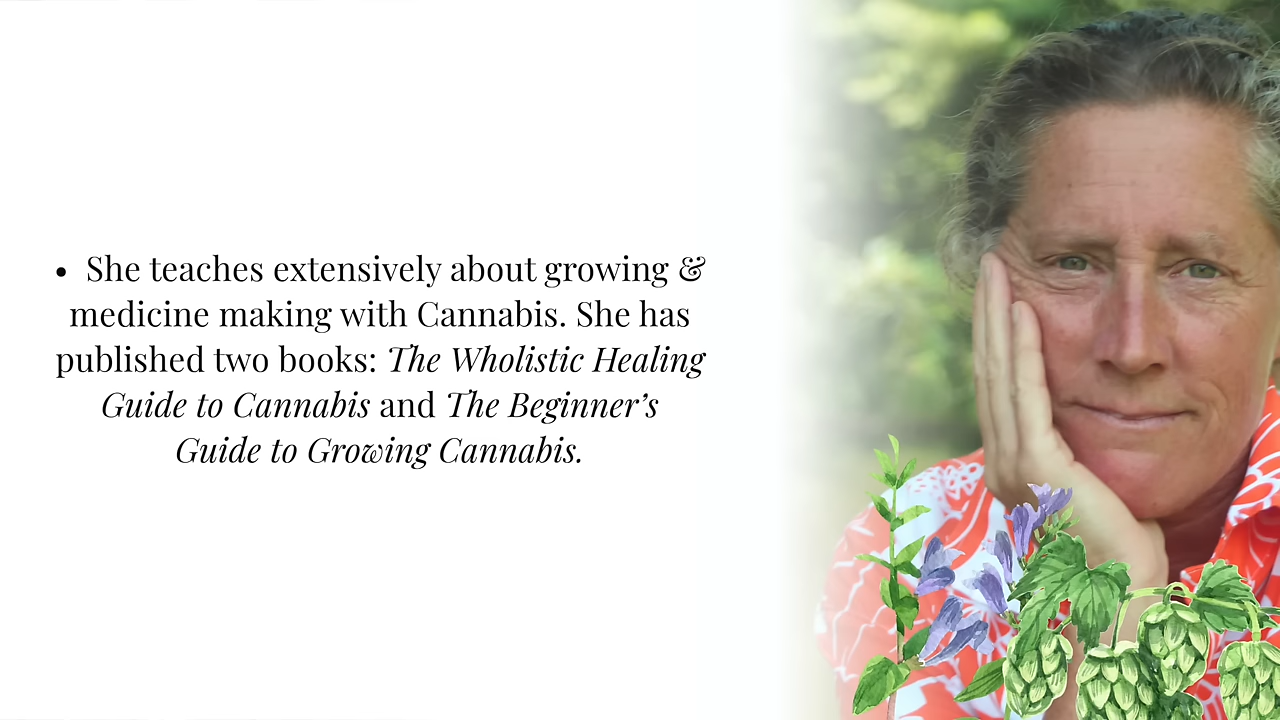 • She teaches extensively about growing &
medicine making with Cannabis. She has
published two books: The Wholistic Healing
Guide to Cannabis and The Beginner’s
Guide to Growing Cannabis.